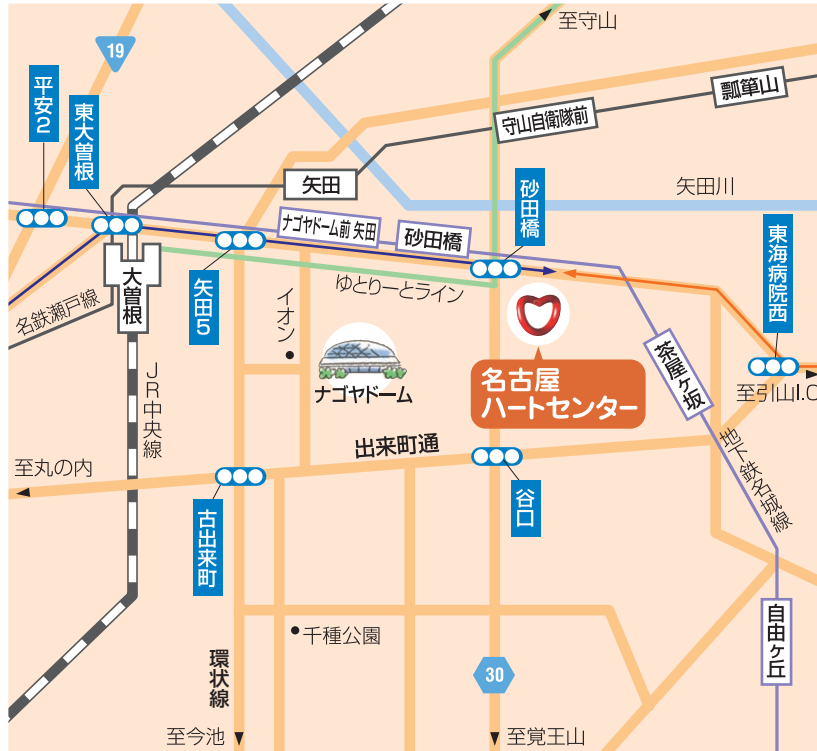 至守山
19
平安2
東大曽根
瓢箪山
守山自衛隊前
矢田
砂田橋
矢田川
ナゴヤドーム前 矢田
砂田橋
東海病院西
大曽根
矢田5
ゆとりーとライン
イオン
名鉄瀬戸線
茶屋ヶ坂
至引山I.C
ナゴヤドーム
名古屋
ハートセンター
JR中央線
出来町通
至丸の内
地下鉄名城線
谷口
古出来町
自由ヶ丘
千種公園
環状線
30
至今池
至覚王山